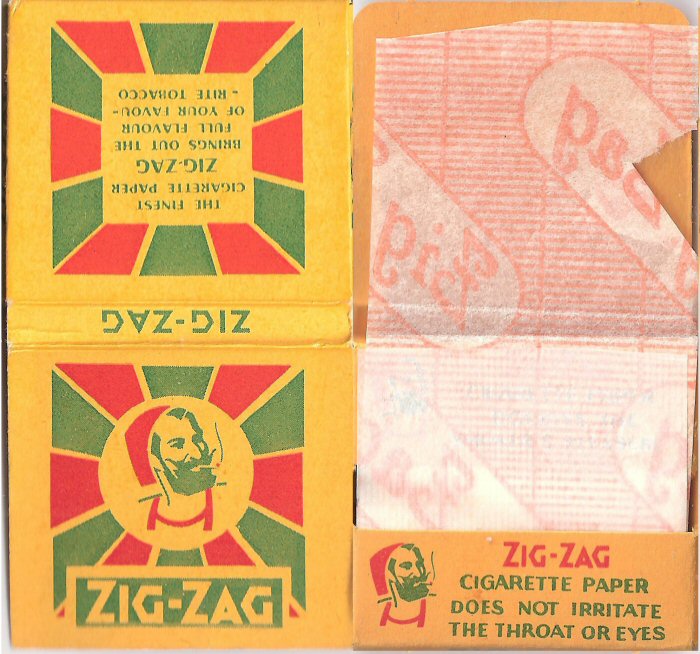 THE FINEST
CIGARETTE PAPER
ZIG-ZAG
BRINGS OUT THE
FULL FLAVOUR
OF YOUR FAVOU-
- RITE TOBACCO
ZIG-ZAG
ZIG-ZAG
ZIG-ZAG
CIGARETTE PAPER
DOES NOT IRRITATE
THE THROAT OR EYES